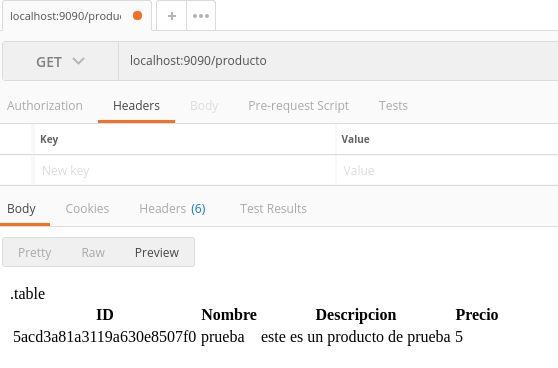 localhost:9090/produc
GET localhost:9090/producto
Authorization Headers Body Pre-request Script Tests
Key Value
New key Value
Body Cookies Headers (6) Test Results
Pretty Raw Preview
.table
ID Nombre Descripcion Precio
5acd3a81a3119a630e8507f0 prueba este es un producto de prueba 5